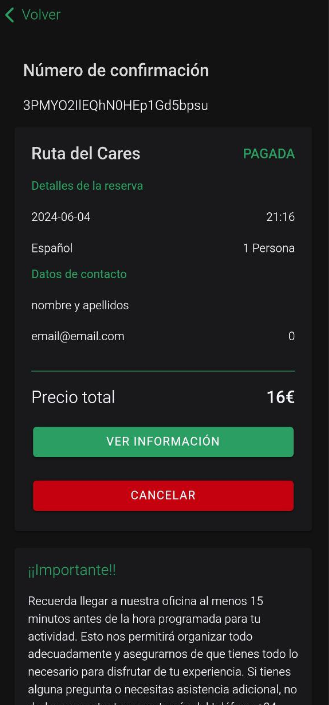 Volver
Número de confirmación
3PMYO2IlEQhN0HEp1Gd5bpsu
Ruta del Cares PAGADA
Detalles de la reserva
2024-06-04 21:16
Español 1 Persona
Datos de contacto
nombre y apellidos
email@email.com 0
Precio total 16€
VER INFORMACIÓN
CANCELAR
¡¡Importante!!
Recuerda llegar a nuestra oficina al menos 15
minutos antes de la hora programada para tu
actividad. Esto nos permitirá organizar todo
adecuadamente y asegurarnos de que tienes todo lo
necesario para disfrutar de tu experiencia. Si tienes
alguna pregunta o necesitas asistencia adicional, no